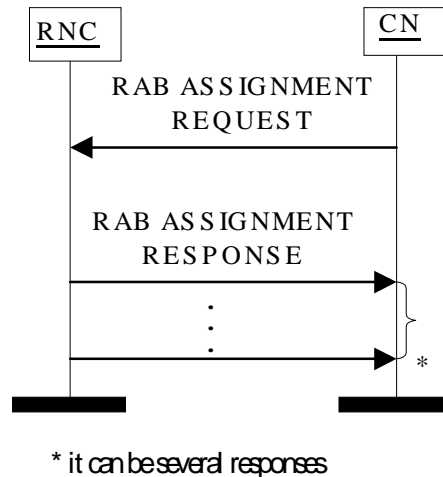 RNC
CN
RAB ASSIGNMENT
REQUEST
RAB ASSIGNMENT
RESPONSE
*
* it can be several responses